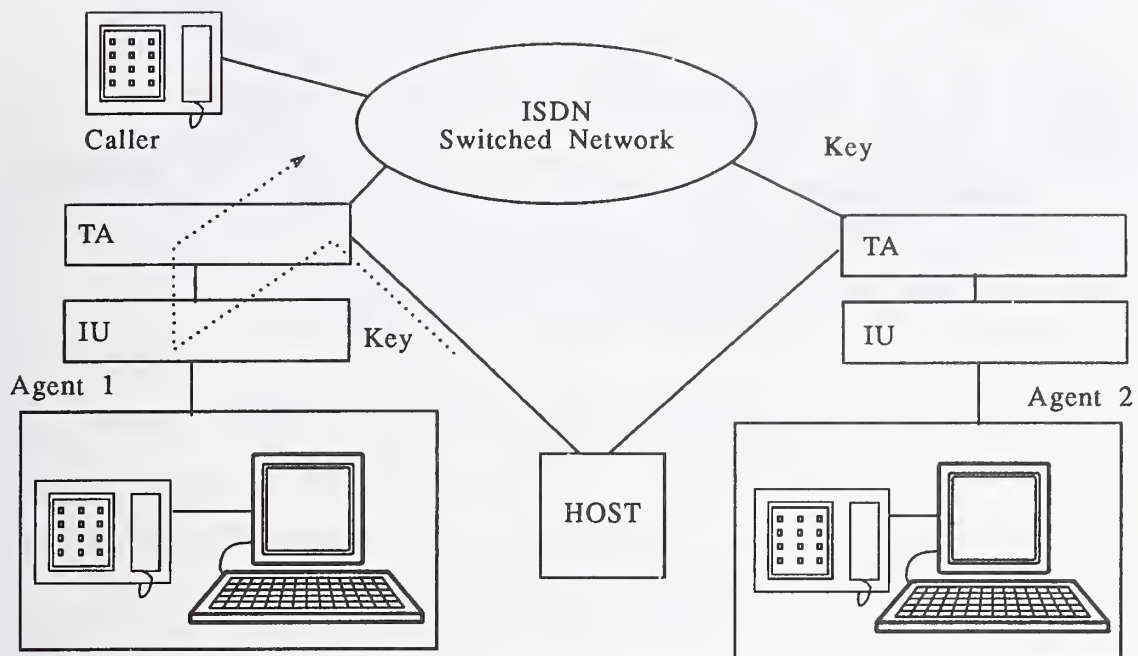 ISDN
Switched Network
Caller
Key
TA
TA
IU
Key
IU
Agent 1
Agent 2
HOST